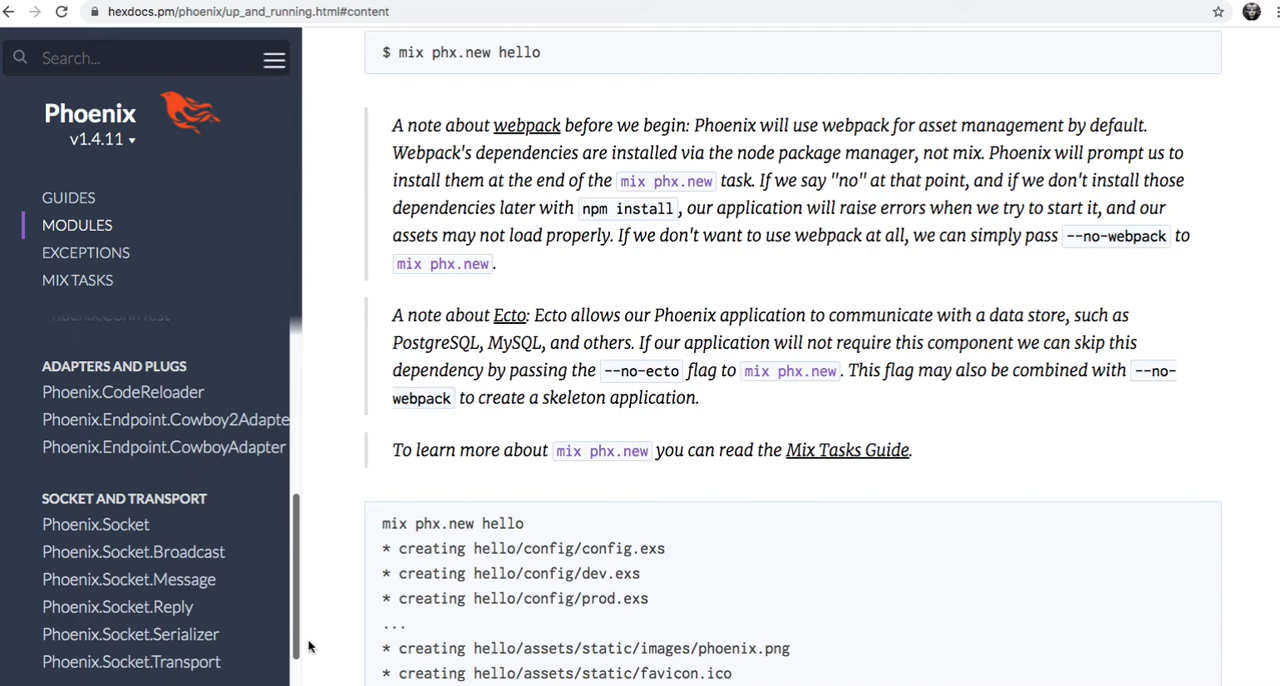 hexdocs.pm/phoenix/up_and_running.html#content
Search...
Phoenix
v1.4.11
GUIDES
MODULES
EXCEPTIONS
MIX TASKS
ADAPTERS AND PLUGS
Phoenix.CodeReloader
Phoenix.Endpoint.Cowboy2Adapte
Phoenix.Endpoint.CowboyAdapter
SOCKET AND TRANSPORT
Phoenix.Socket
Phoenix.Socket.Broadcast
Phoenix.Socket.Message
Phoenix.Socket.Reply
Phoenix.Socket.Serializer
Phoenix.Socket.Transport
$ mix phx.new hello
A note about webpack before we begin: Phoenix will use webpack for asset management by default.
Webpack's dependencies are installed via the node package manager, not mix. Phoenix will prompt us to
install them at the end of the mix phx.new task. If we say "no" at that point, and if we don't install those
dependencies later with npm install, our application will raise errors when we try to start it, and our
assets may not load properly. If we don't want to use webpack at all, we can simply pass --no-webpack to
mix phx.new.
A note about Ecto: Ecto allows our Phoenix application to communicate with a data store, such as
PostgreSQL, MySQL, and others. If our application will not require this component we can skip this
dependency by passing the --no-ecto flag to mix phx.new. This flag may also be combined with --no-
webpack to create a skeleton application.
To learn more about mix phx.new you can read the Mix Tasks Guide.
mix phx.new hello
* creating hello/config/config.exs
* creating hello/config/dev.exs
* creating hello/config/prod.exs
...
* creating hello/assets/static/images/phoenix.png
* creating hello/assets/static/favicon.ico